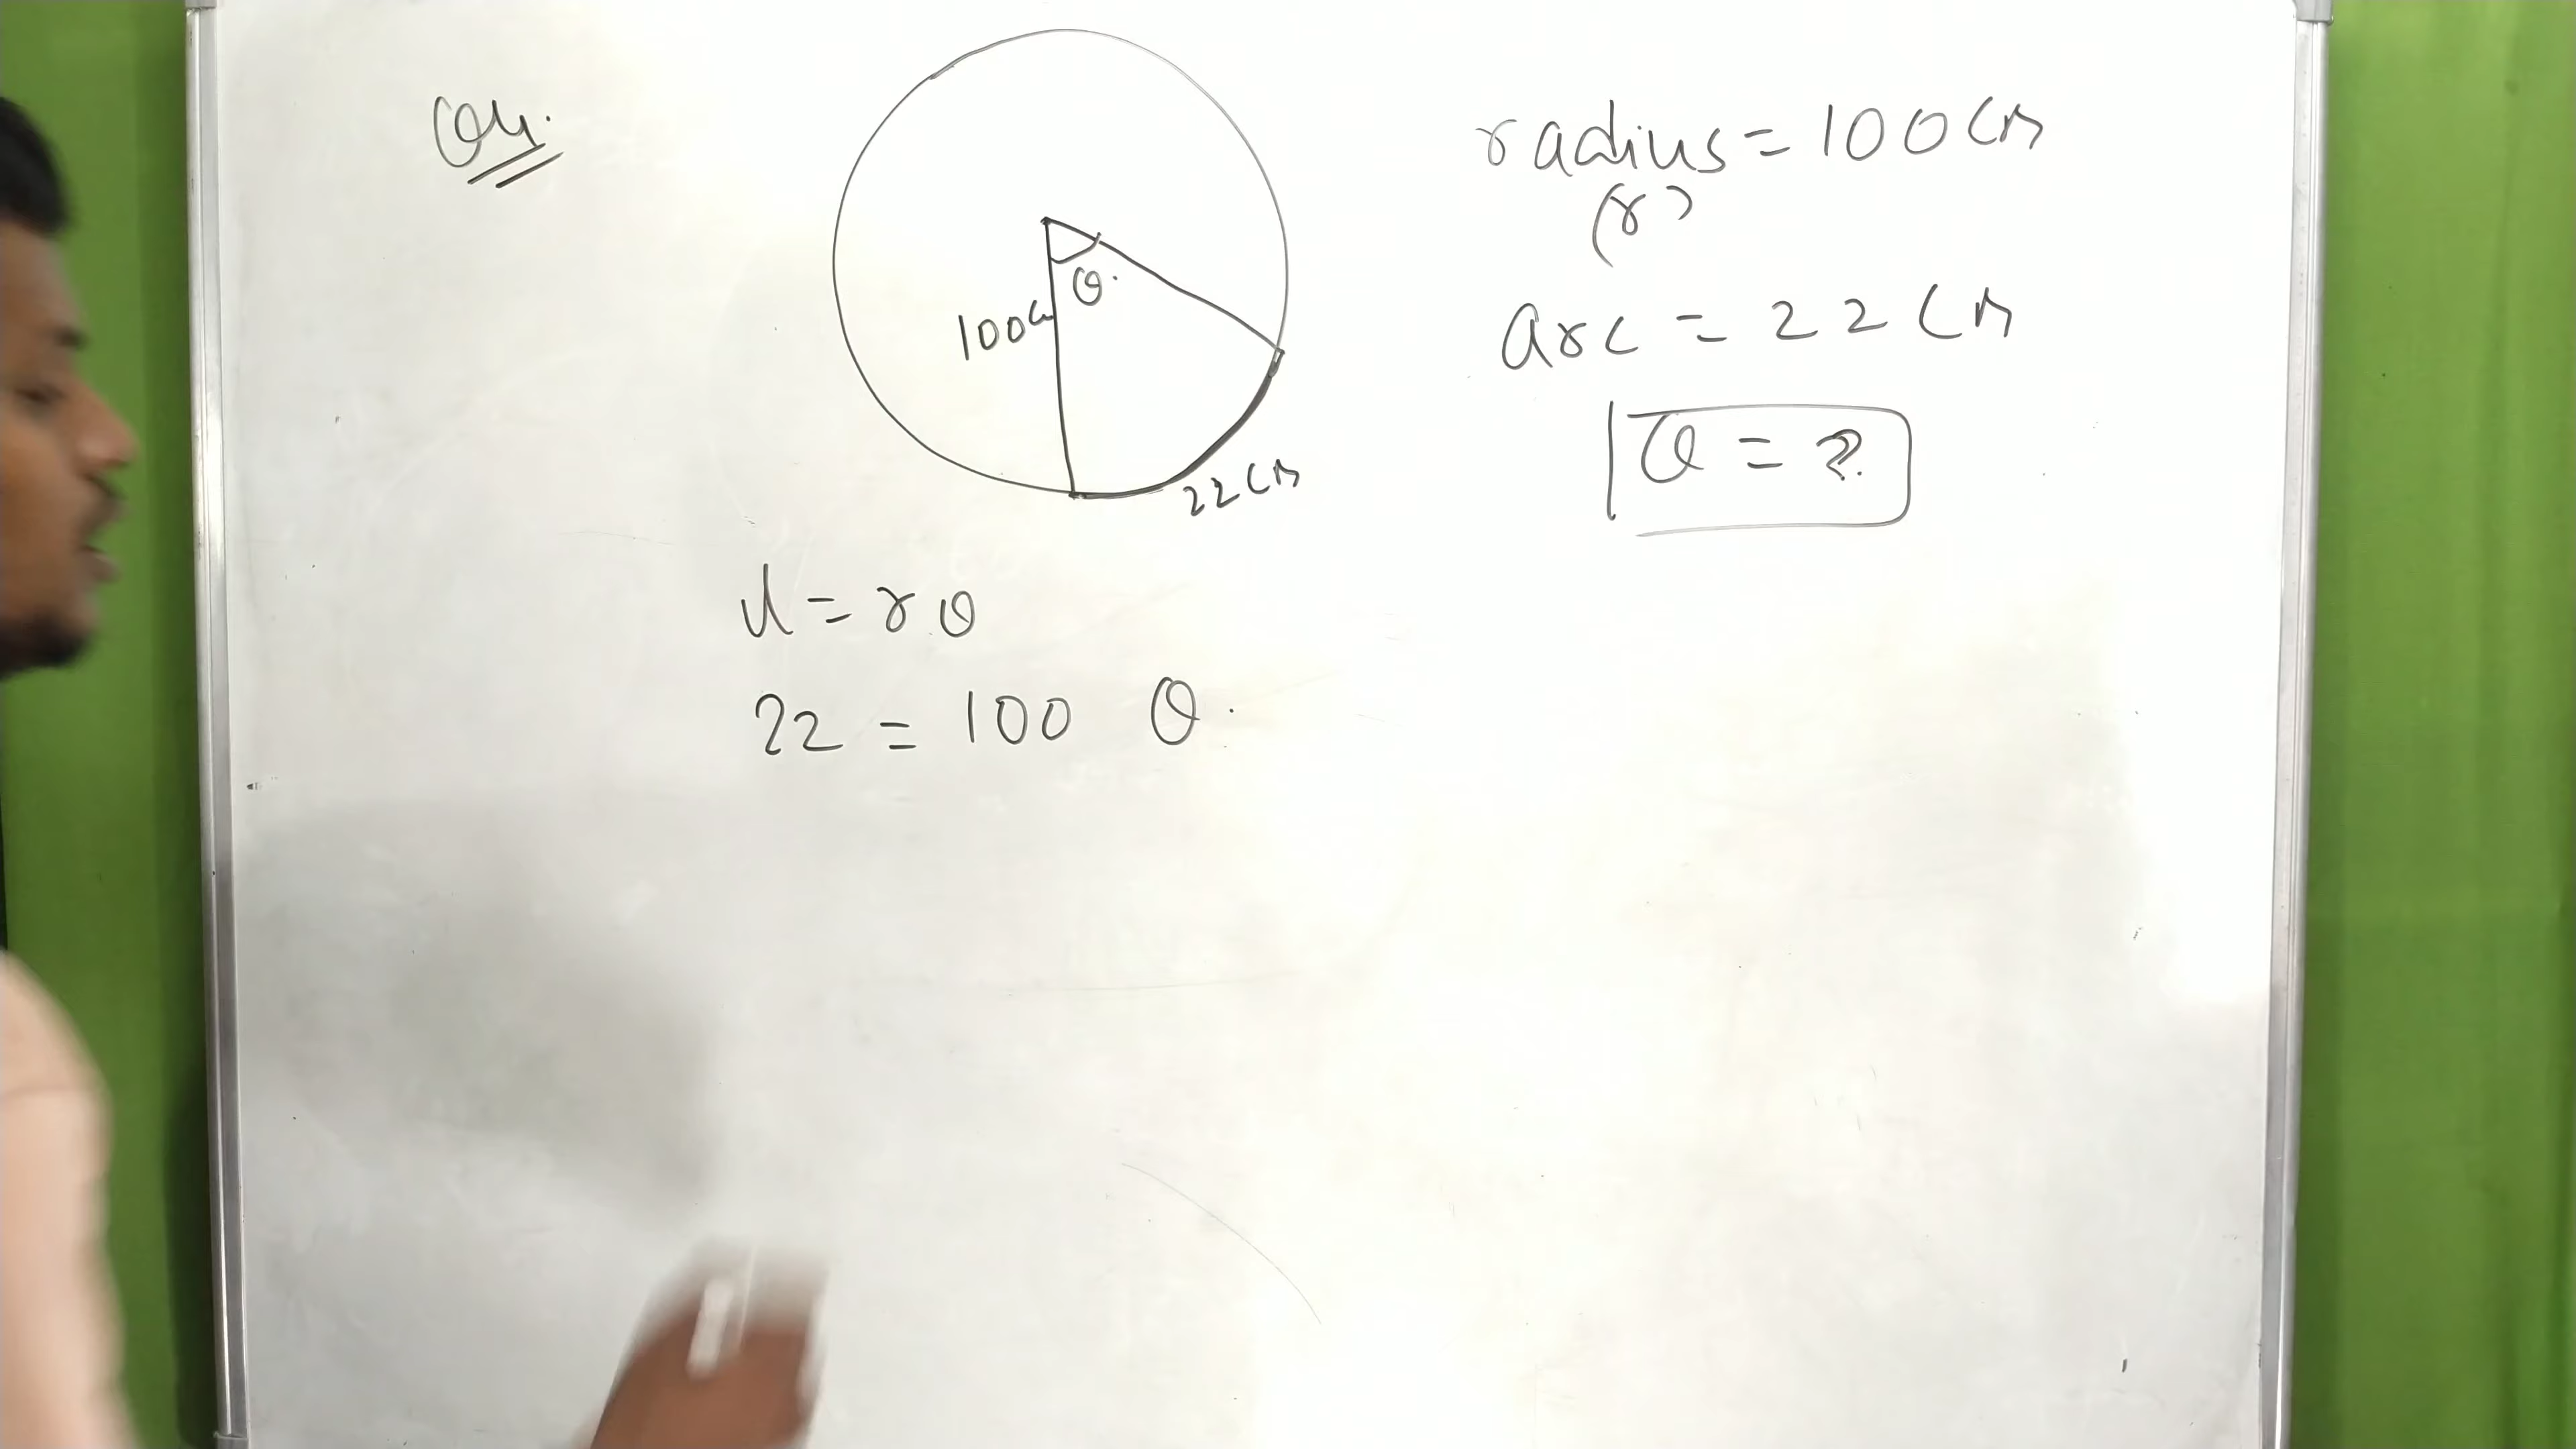 Q4.
radius = 100 cm
(r)
arc = 22 cm
θ = ?
θ.
100 cm
22 cm
l = r θ
22 = 100 θ.